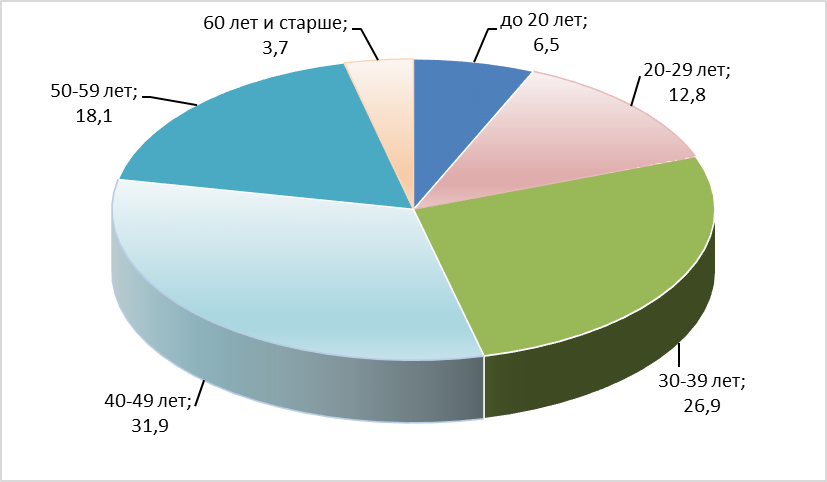 60 лет и старше;
3,7
до 20 лет;
6,5
20-29 лет;
12,8
50-59 лет;
18,1
30-39 лет;
26,9
40-49 лет;
31,9